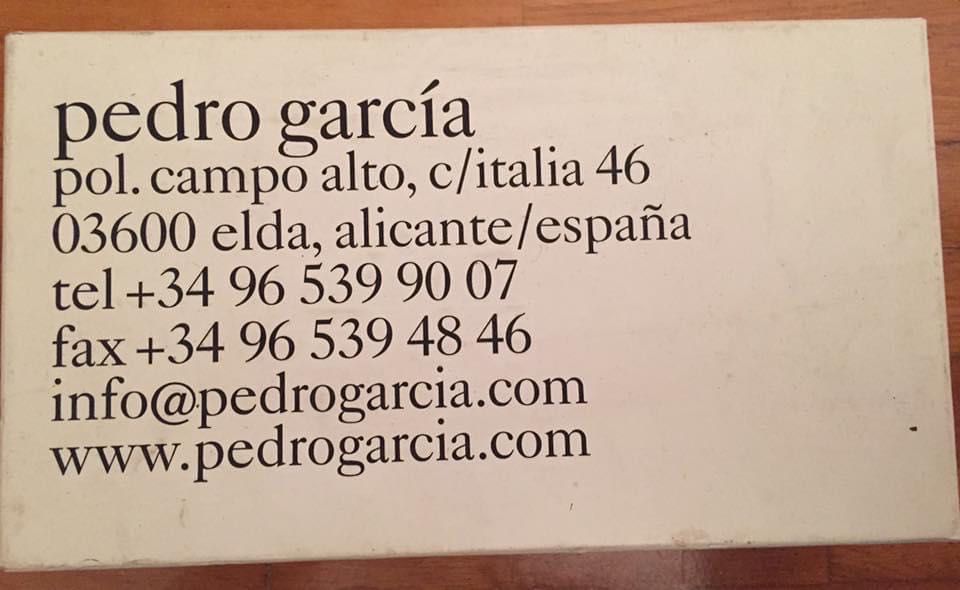 pedro garcía
pol. campo alto, c/italia 46
03600 elda, alicante/españa
tel +34 96 539 90 07
fax +34 96 539 48 46
info@pedrogarcia.com
www.pedrogarcia.com